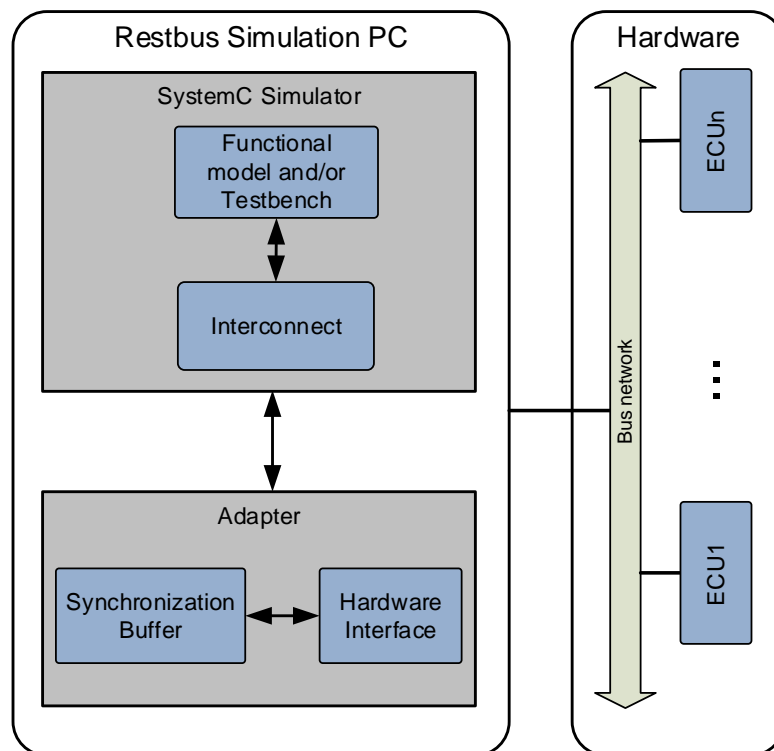 Restbus Simulation PC
SystemC Simulator
Functional
model and/or
Testbench
Interconnect
Adapter
Synchronization
Buffer
Hardware
Interface
Hardware
ECUn
Bus network
...
ECU1